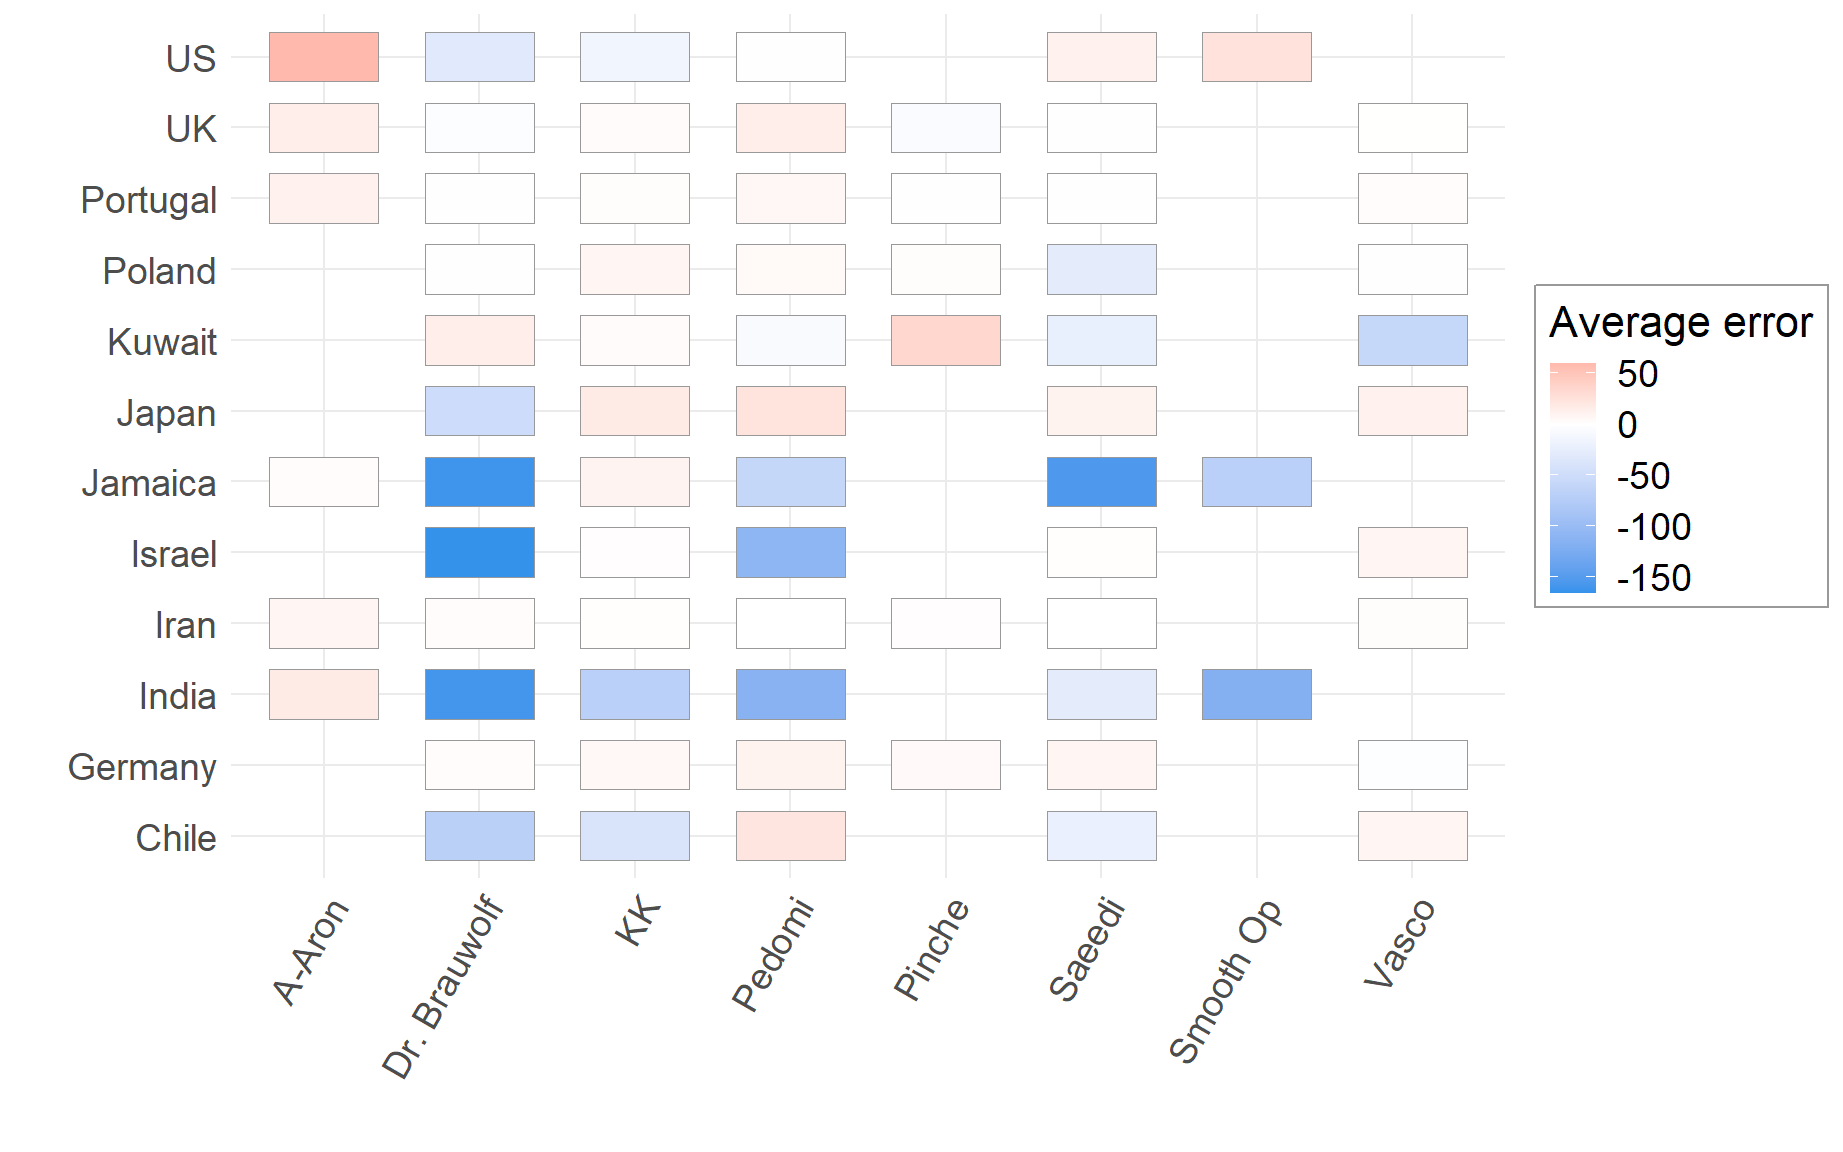 US
UK
Portugal
Poland
Kuwait
Japan
Jamaica
Israel
Iran
India
Germany
Chile
A-Aron
Dr. Brauwolf
KK
Pedomi
Pinche
Saeedi
Smooth Op
Vasco
Average error
50
0
-50
-100
-150